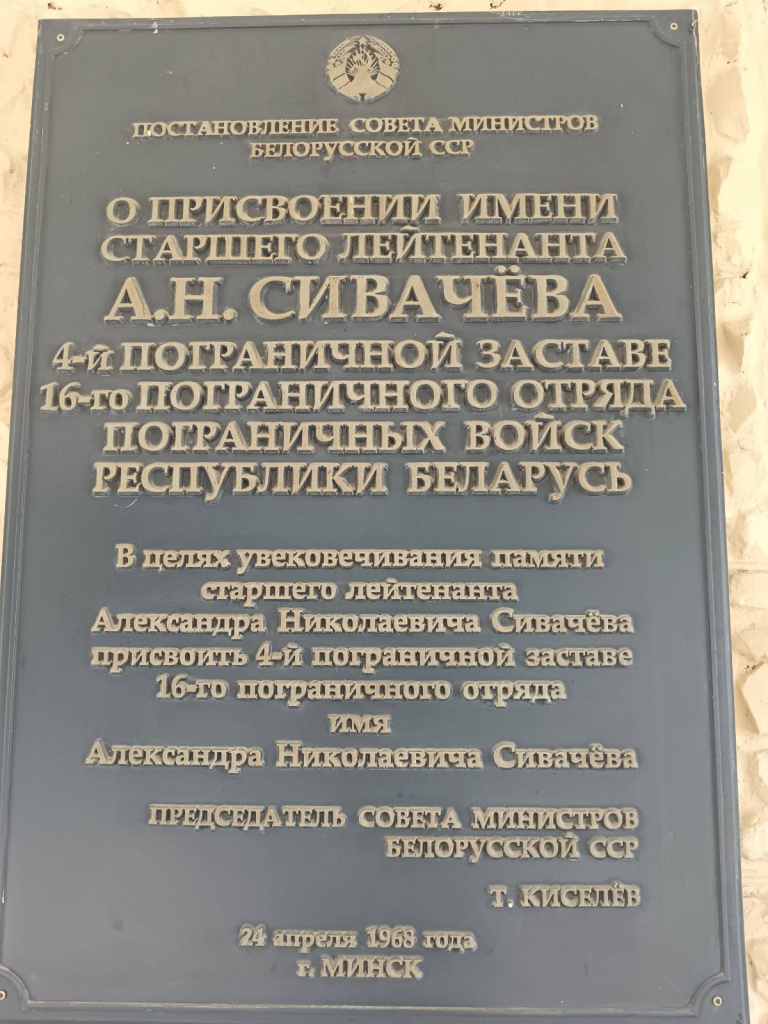 ПОСТАНОВЛЕНИЕ СОВЕТА МИНИСТРОВ
БЕЛОРУССКОЙ ССР
О ПРИСВОЕНИИ ИМЕНИ
СТАРШЕГО ЛЕЙТЕНАНТА
А.Н. СИВАЧЁВА
4-й ПОГРАНИЧНОЙ ЗАСТАВЕ
16-го ПОГРАНИЧНОГО ОТРЯДА
ПОГРАНИЧНЫХ ВОЙСК
РЕСПУБЛИКИ БЕЛАРУСЬ
В целях увековечивания памяти
старшего лейтенанта
Александра Николаевича Сивачёва
присвоить 4-й пограничной заставе
16-го пограничного отряда
имя
Александра Николаевича Сивачёва
ПРЕДСЕДАТЕЛЬ СОВЕТА МИНИСТРОВ
БЕЛОРУССКОЙ ССР
Т. КИСЕЛЁВ
24 апреля 1968 года
г. МИНСК